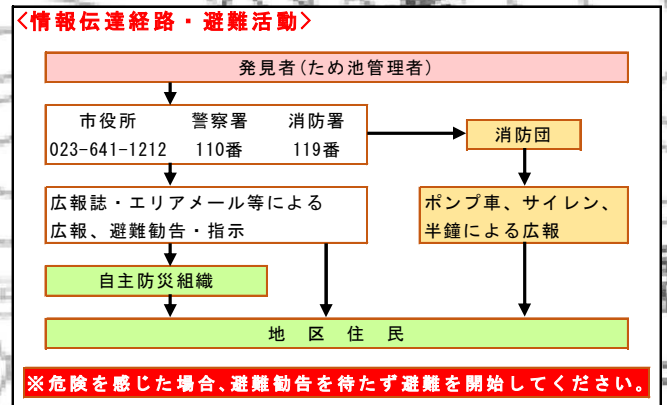 <情報伝達経路・避難活動>
発見者(ため池管理者)
市役所 警察署 消防署
023-641-1212 110番 119番
消防団
広報誌・エリアメール等による
広報、避難勧告・指示
ポンプ車、サイレン、
半鐘による広報
自主防災組織
地区住民
※危険を感じた場合、避難勧告を待たず避難を開始してください。